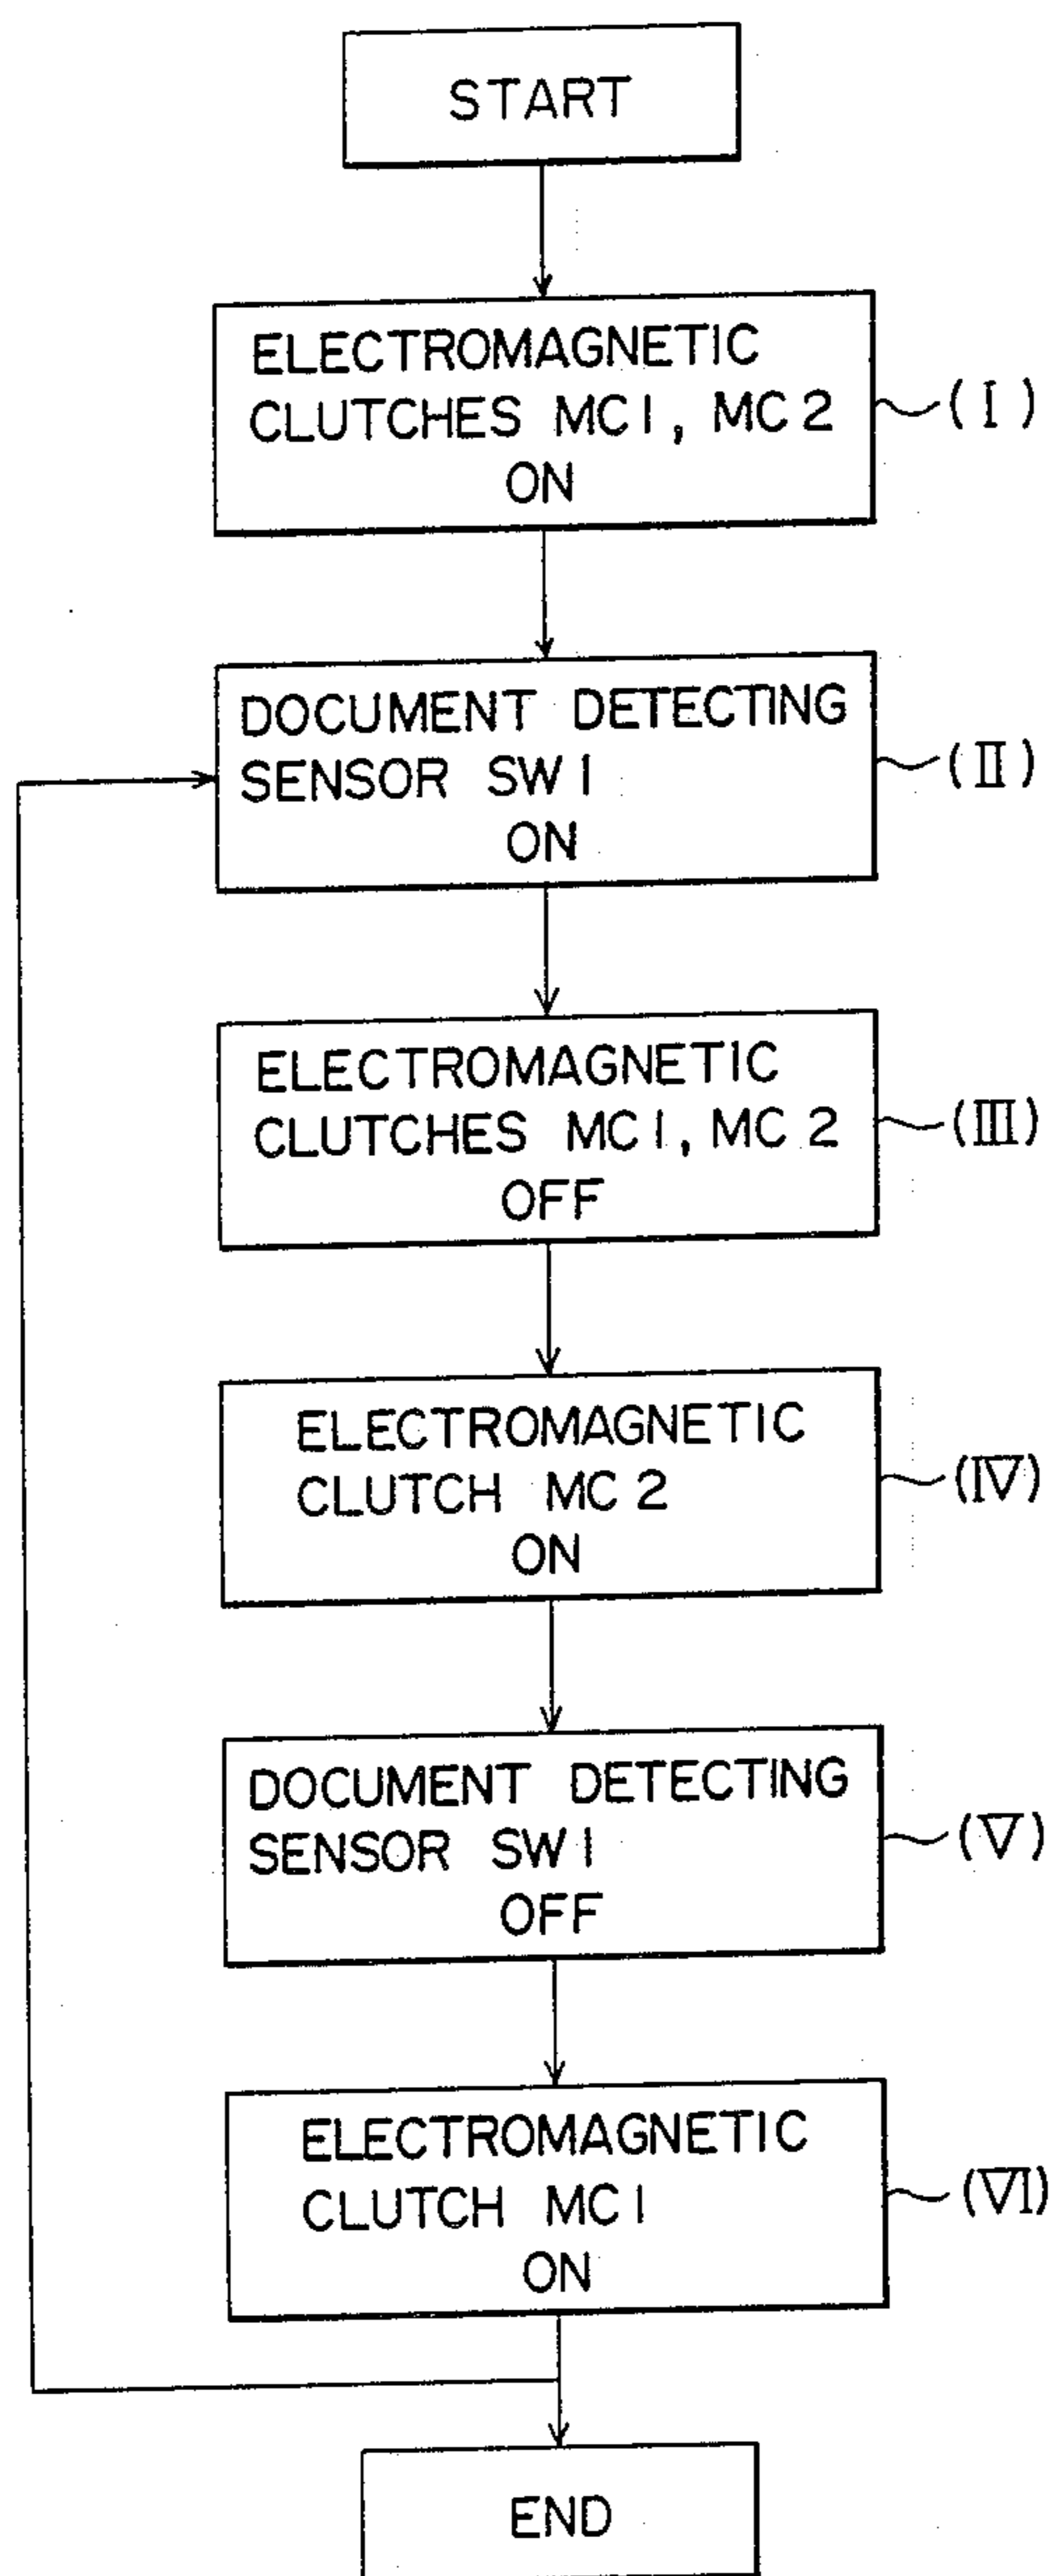 START
ELECTROMAGNETIC
CLUTCHES MC1, MC2
ON
(I)
DOCUMENT DETECTING
SENSOR SW1
ON
(II)
ELECTROMAGNETIC
CLUTCHES MC1, MC2
OFF
(III)
ELECTROMAGNETIC
CLUTCH MC2
ON
(IV)
DOCUMENT DETECTING
SENSOR SW1
OFF
(V)
ELECTROMAGNETIC
CLUTCH MC1
ON
(VI)
END